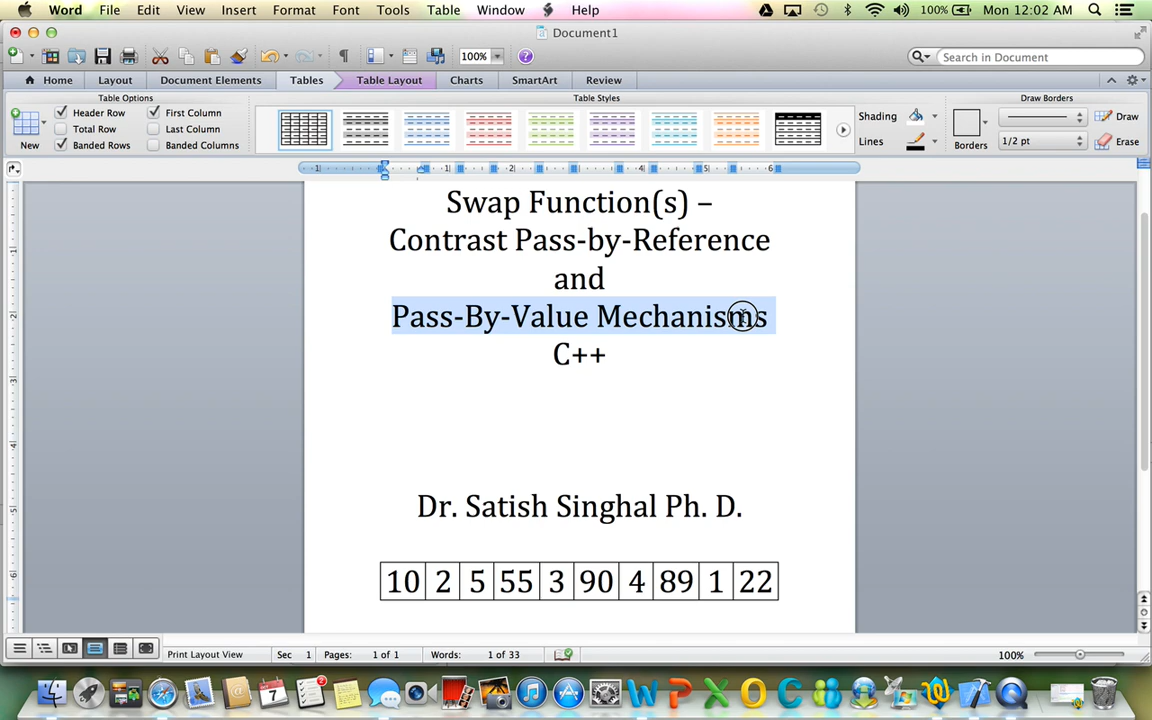 Word File Edit View Insert Format Font Tools Table Window Help 100% Mon 12:02 AM
Document1
100% Search in Document
Home Layout Document Elements Tables Table Layout Charts SmartArt Review
Table Options Table Styles Draw Borders
Header Row First Column
Total Row Last Column
Banded Rows Banded Columns
New
Shading
Lines
Borders
Draw
1/2 pt Erase
Swap Function(s) –
Contrast Pass-by-Reference
and
Pass-By-Value Mechanisms
C++
Dr. Satish Singhal Ph. D.
10 2 5 55 3 90 4 89 1 22
Print Layout View Sec 1 Pages: 1 of 1 Words: 1 of 33 100%